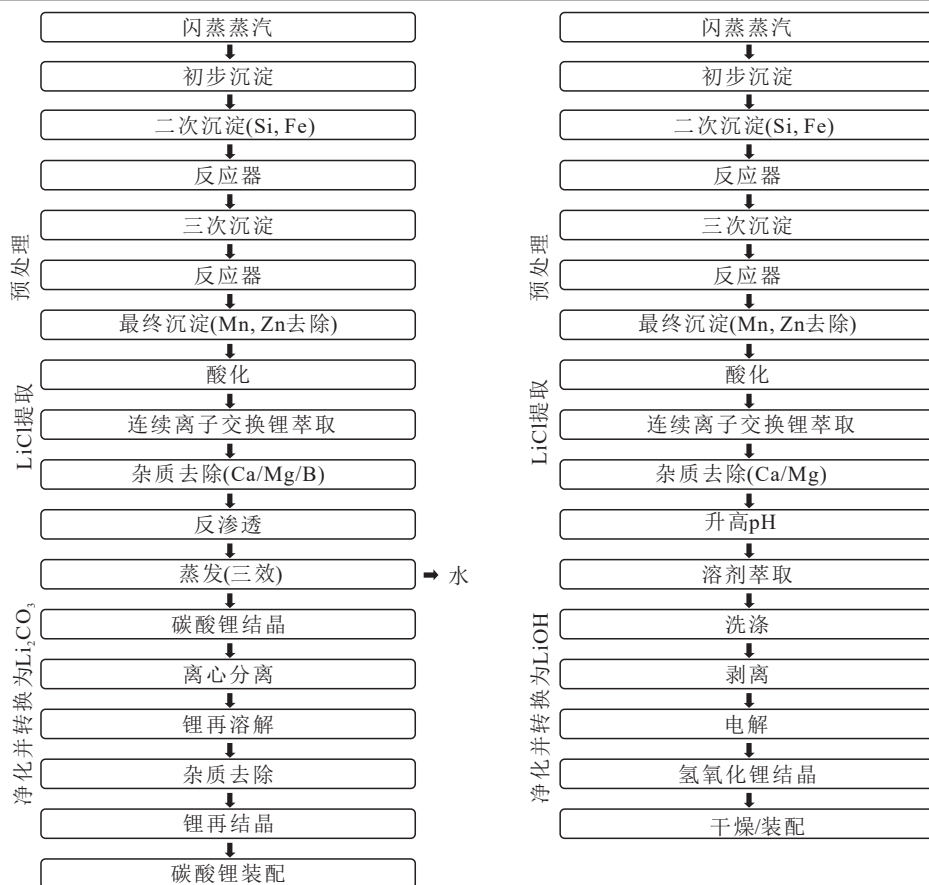 闪蒸蒸汽
初步沉淀
二次沉淀(Si, Fe)
反应器
三次沉淀
反应器
最终沉淀(Mn, Zn去除)
酸化
连续离子交换锂萃取
杂质去除(Ca/Mg/B)
反渗透
蒸发(三效)
水
碳酸锂结晶
离心分离
锂再溶解
杂质去除
锂再结晶
碳酸锂装配
预处理
LiCl提取
净化并转换为Li₂CO₃
闪蒸蒸汽
初步沉淀
二次沉淀(Si, Fe)
反应器
三次沉淀
反应器
最终沉淀(Mn, Zn去除)
酸化
连续离子交换锂萃取
杂质去除(Ca/Mg)
升高pH
溶剂萃取
洗涤
剥离
电解
氢氧化锂结晶
干燥/装配
预处理
LiCl提取
净化并转换为LiOH